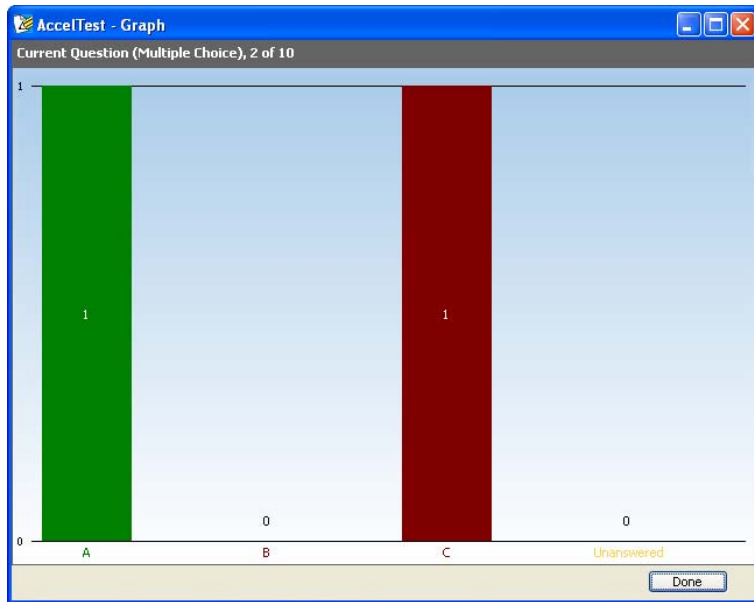 AccelTest - Graph
Current Question (Multiple Choice), 2 of 10
1
1
1
0
0
0
A
B
C
Unanswered
Done